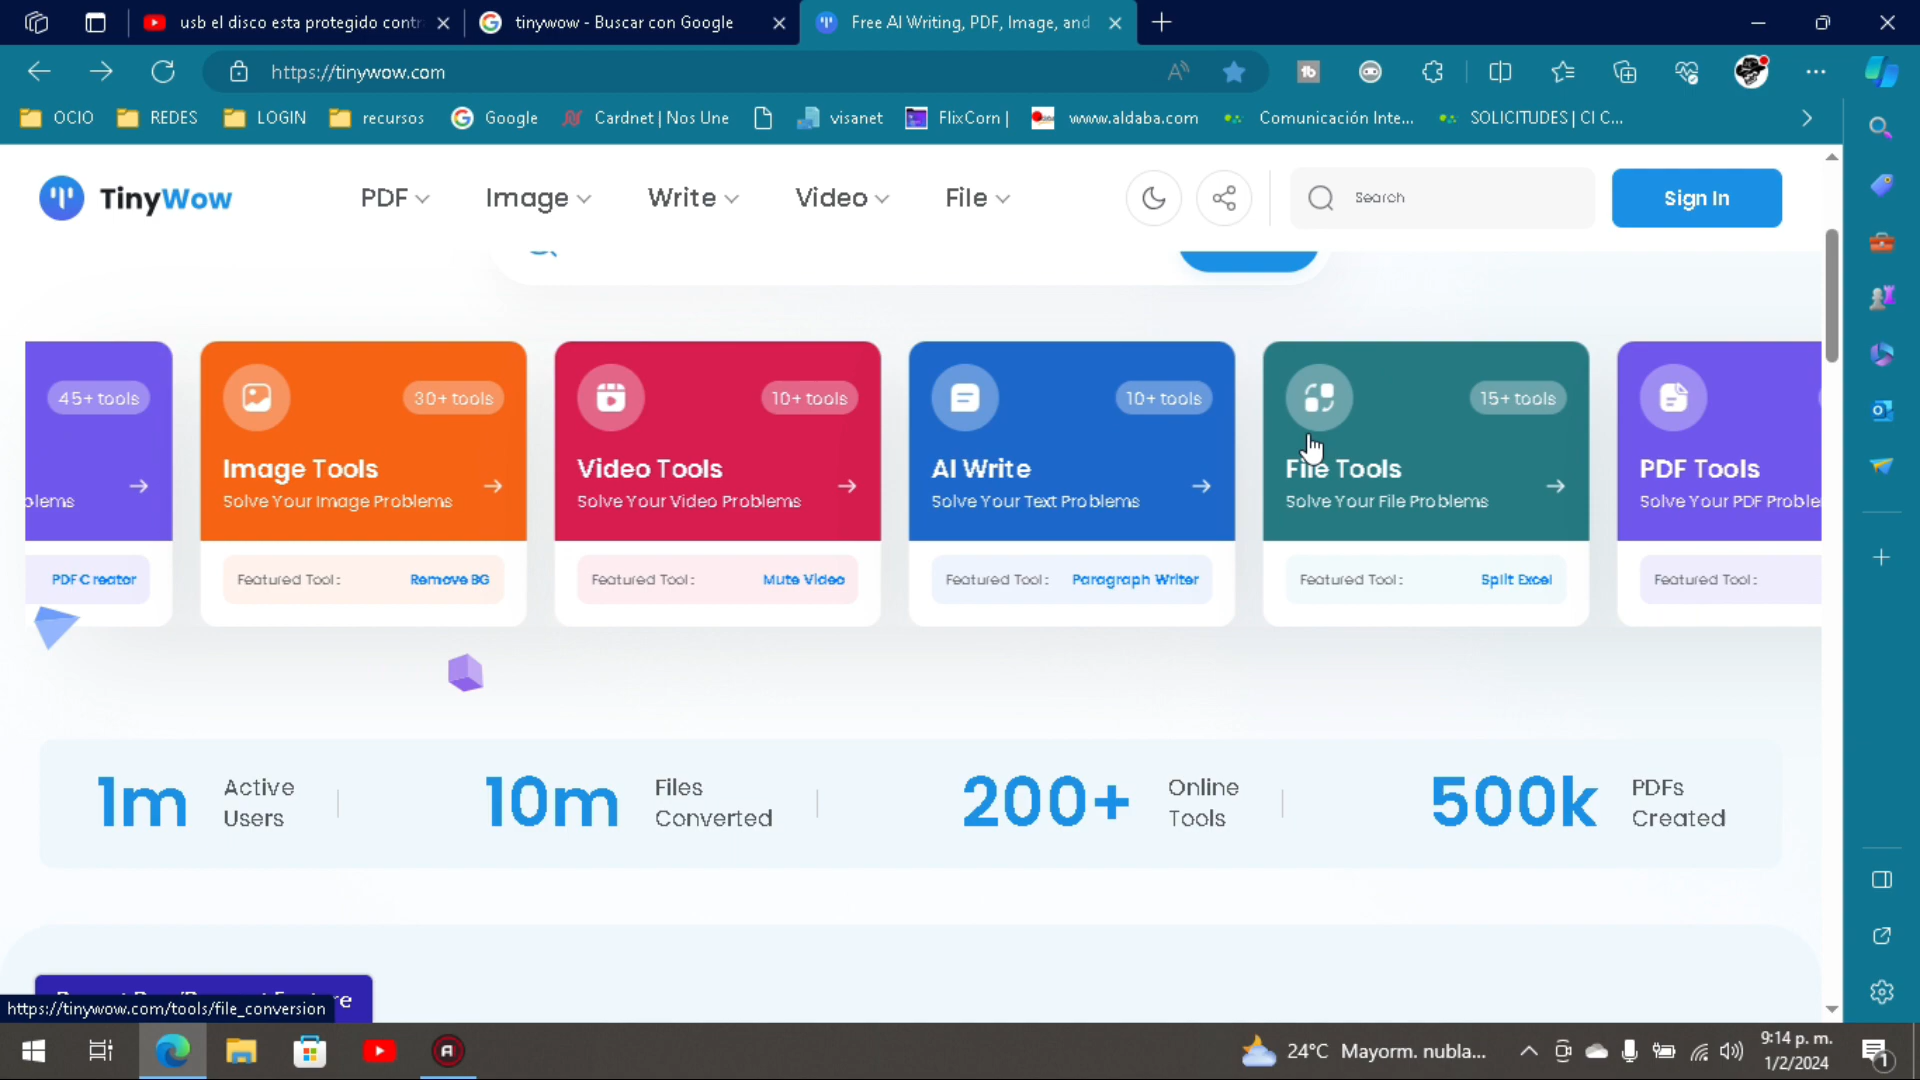 usb el disco esta protegido contr
tinywow - Buscar con Google
Free AI Writing, PDF, Image, and
https://tinywow.com
OCIO
REDES
LOGIN
recursos
Google
Cardnet | Nos Une
visanet
FlixCorn |
www.aldaba.com
Comunicación Inte...
SOLICITUDES | CI C...
TinyWow
PDF
Image
Write
Video
File
Search
Sign In
45+ tools
30+ tools
10+ tools
10+ tools
15+ tools
Image Tools
Video Tools
AI Write
File Tools
PDF Tools
blems
Solve Your Image Problems
Solve Your Video Problems
Solve Your Text Problems
Solve Your File Problems
Solve Your PDF Proble
PDF Creator
Featured Tool:
Remove BG
Featured Tool:
Mute Video
Featured Tool:
Paragraph Writer
Featured Tool:
Split Excel
Featured Tool:
1m
Active
Users
10m
Files
Converted
200+
Online
Tools
500k
PDFs
Created
https://tinywow.com/tools/file_conversion
24°C Mayorm. nubla...
9:14 p. m.
1/2/2024
1